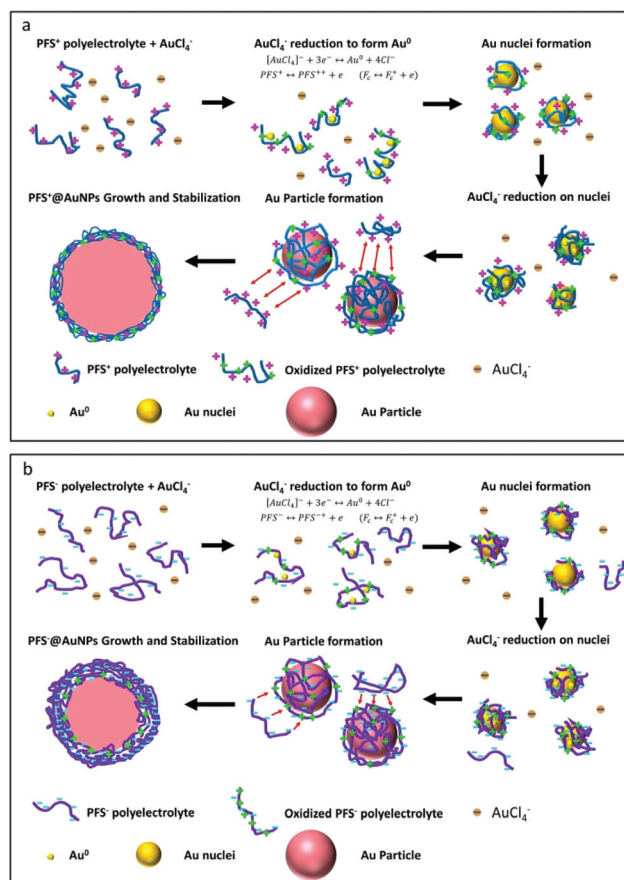 a
PFS⁺ polyelectrolyte + AuCl₄⁻
AuCl₄⁻ reduction to form Au⁰
[AuCl₄]⁻ + 3e⁻ ↔ Au⁰ + 4Cl⁻
PFS⁺ ↔ PFS⁺⁺ + e (Fc ↔ Fc⁺ + e)
Au nuclei formation
PFS⁺@AuNPs Growth and Stabilization
Au Particle formation
AuCl₄⁻ reduction on nuclei
PFS⁺ polyelectrolyte
Oxidized PFS⁺ polyelectrolyte
AuCl₄⁻
Au⁰
Au nuclei
Au Particle
b
PFS⁻ polyelectrolyte + AuCl₄⁻
AuCl₄⁻ reduction to form Au⁰
[AuCl₄]⁻ + 3e⁻ ↔ Au⁰ + 4Cl⁻
PFS⁻ ↔ PFS⁻⁺ + e (Fc ↔ Fc⁺ + e)
Au nuclei formation
PFS⁻@AuNPs Growth and Stabilization
Au Particle formation
AuCl₄⁻ reduction on nuclei
PFS⁻ polyelectrolyte
Oxidized PFS⁻ polyelectrolyte
AuCl₄⁻
Au⁰
Au nuclei
Au Particle